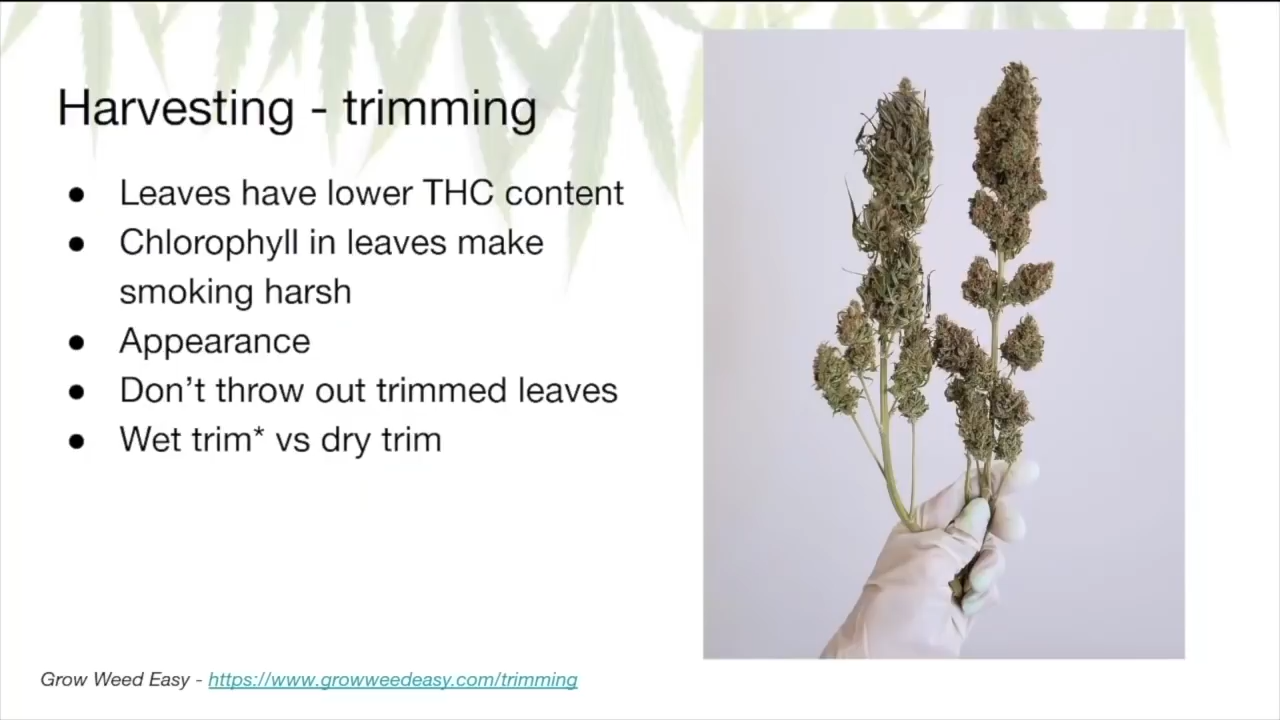 Harvesting - trimming
● Leaves have lower THC content
● Chlorophyll in leaves make
smoking harsh
● Appearance
● Don’t throw out trimmed leaves
● Wet trim* vs dry trim
Grow Weed Easy - https://www.growweedeasy.com/trimming